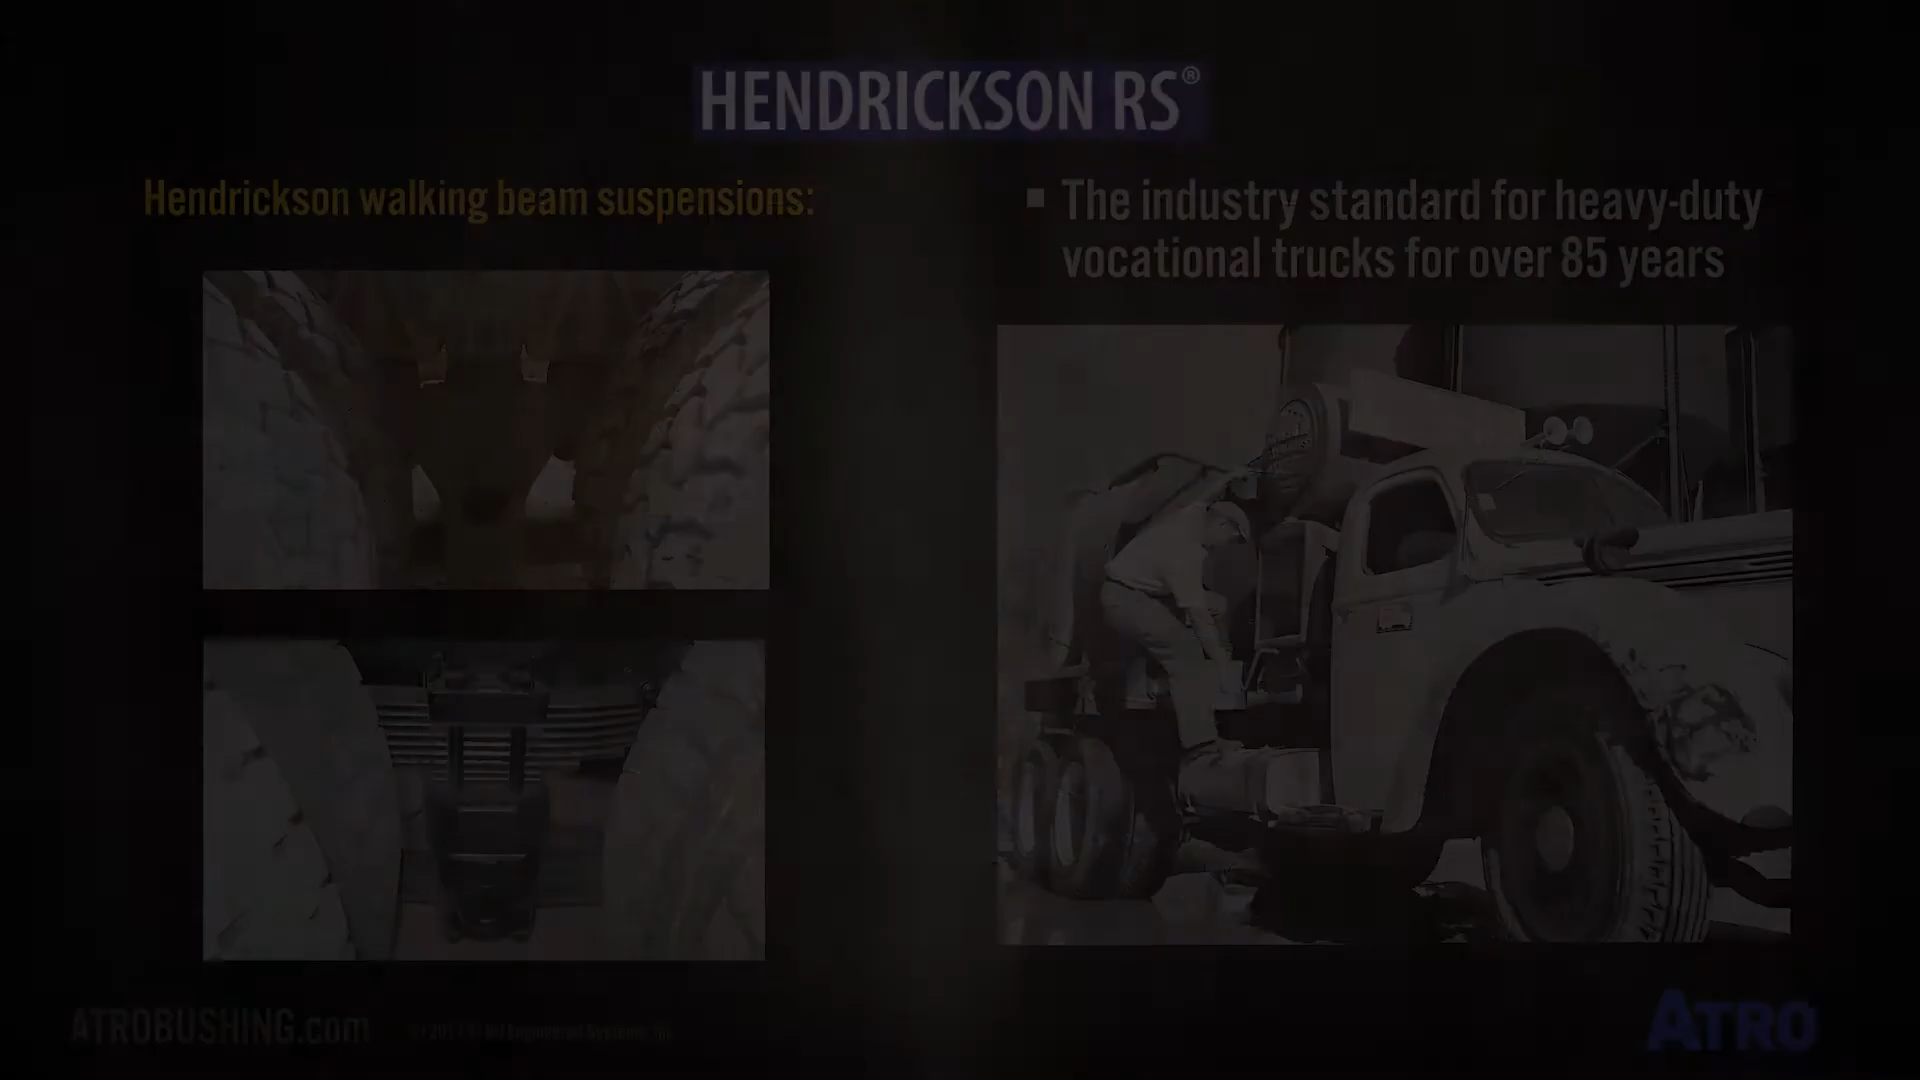 HENDRICKSON RS®
Hendrickson walking beam suspensions:
▪ The industry standard for heavy-duty
vocational trucks for over 85 years
ATROBUSHING.com
ATRO